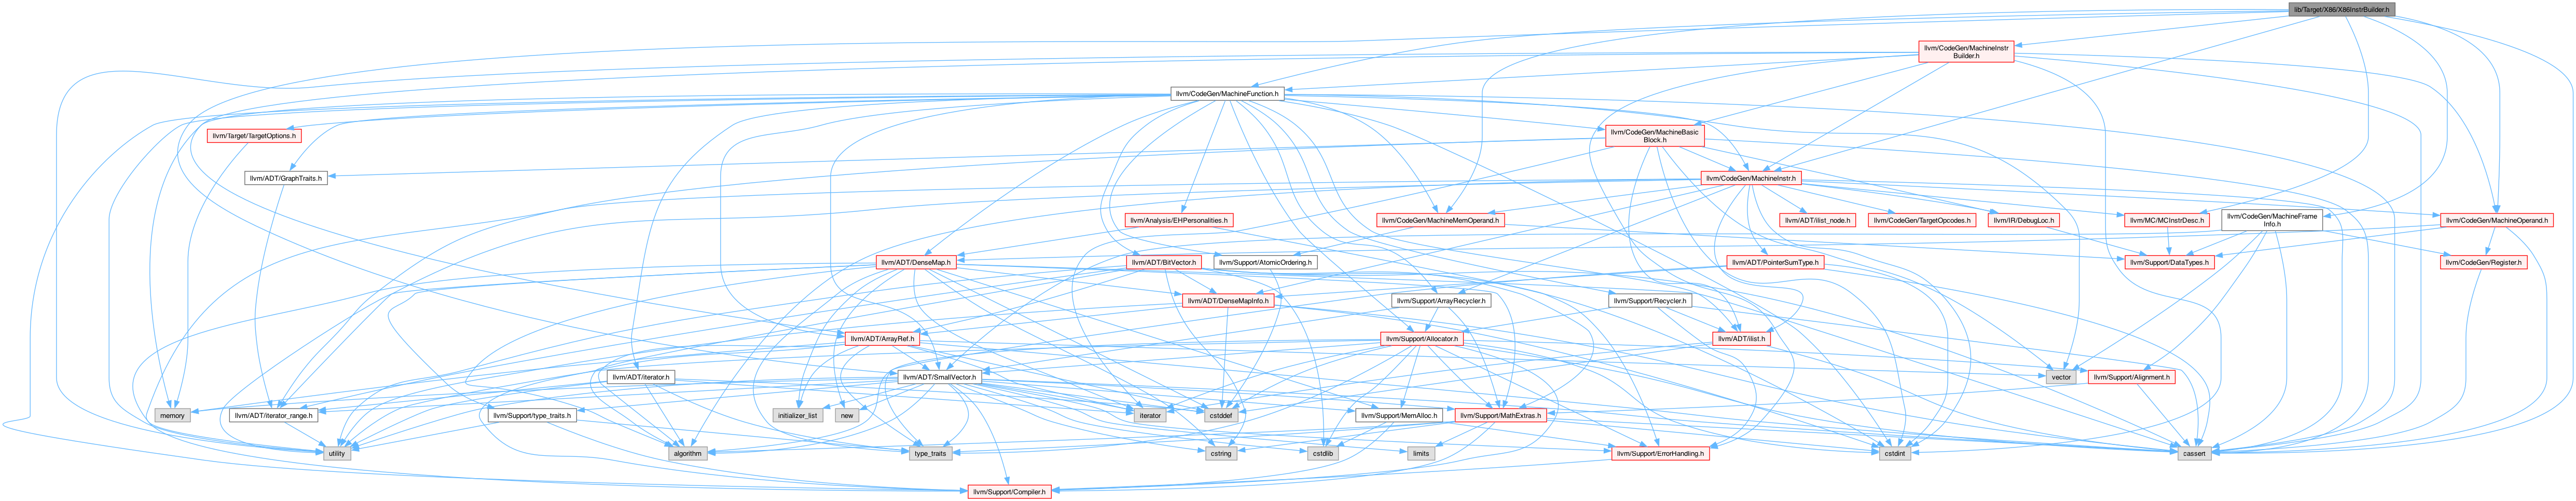 lib/Target/X86/X86InstrBuilder.h
llvm/CodeGen/MachineInstr
Builder.h
llvm/CodeGen/MachineFunction.h
llvm/Target/TargetOptions.h
llvm/CodeGen/MachineBasic
Block.h
llvm/ADT/GraphTraits.h
llvm/CodeGen/MachineInstr.h
llvm/Analysis/EHPersonalities.h
llvm/CodeGen/MachineMemOperand.h
llvm/ADT/ilist_node.h
llvm/CodeGen/TargetOpcodes.h
llvm/IR/DebugLoc.h
llvm/MC/MCInstrDesc.h
llvm/CodeGen/MachineFrame
Info.h
llvm/CodeGen/MachineOperand.h
llvm/ADT/DenseMap.h
llvm/ADT/BitVector.h
llvm/Support/AtomicOrdering.h
llvm/ADT/PointerSumType.h
llvm/Support/DataTypes.h
llvm/CodeGen/Register.h
llvm/ADT/DenseMapInfo.h
llvm/Support/ArrayRecycler.h
llvm/Support/Recycler.h
llvm/ADT/ArrayRef.h
llvm/Support/Allocator.h
llvm/ADT/ilist.h
llvm/ADT/iterator.h
llvm/ADT/SmallVector.h
vector
llvm/Support/Alignment.h
memory
llvm/ADT/iterator_range.h
llvm/Support/type_traits.h
initializer_list
new
iterator
cstddef
llvm/Support/MemAlloc.h
llvm/Support/MathExtras.h
utility
algorithm
type_traits
cstring
cstdlib
limits
llvm/Support/ErrorHandling.h
cstdint
cassert
llvm/Support/Compiler.h